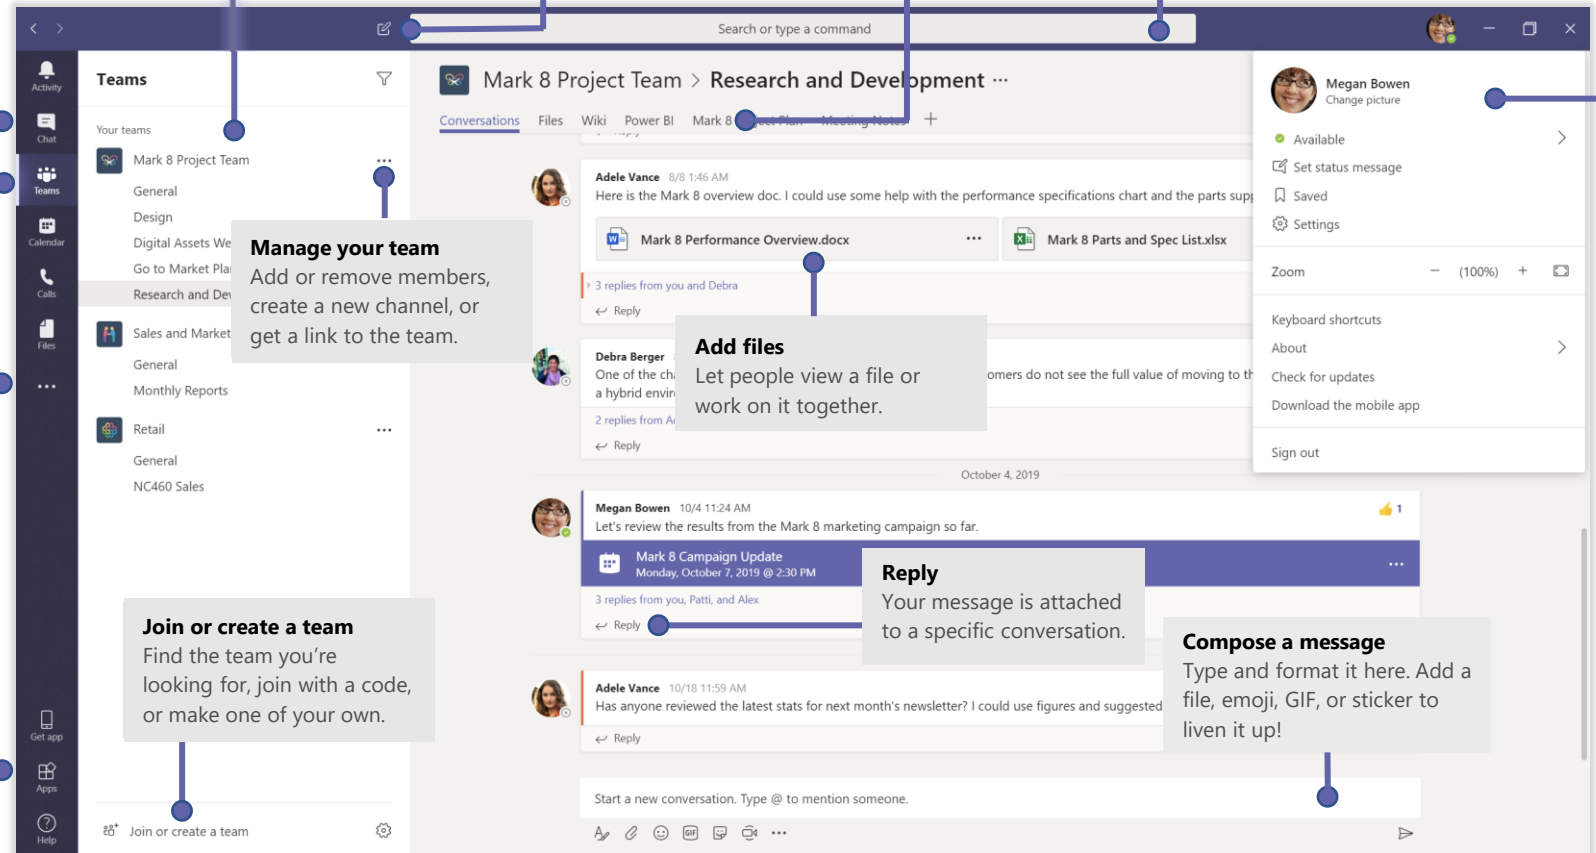 Search or type a command
Activity
Chat
Teams
Calendar
Calls
Files
Get app
Apps
Help
Teams
Your teams
Mark 8 Project Team
General
Design
Digital Assets We
Go to Market Pla
Research and De
Sales and Market
General
Monthly Reports
Retail
General
NC460 Sales
Join or create a team
Manage your team
Add or remove members,
create a new channel, or
get a link to the team.
Join or create a team
Find the team you're
looking for, join with a code,
or make one of your own.
Mark 8 Project Team > Research and Development
Conversations Files Wiki Power BI Mark 8 Project Plan Meeting Notes +
Adele Vance 8/8 1:46 AM
Here is the Mark 8 overview doc. I could use some help with the performance specifications chart and the parts sup
Mark 8 Performance Overview.docx
Mark 8 Parts and Spec List.xlsx
3 replies from you and Debra
Reply
Add files
Let people view a file or
work on it together.
Debra Berger
One of the cha omers do not see the full value of moving to th
a hybrid envir
2 replies from A
Reply
October 4, 2019
Megan Bowen 10/4 11:24 AM
Let's review the results from the Mark 8 marketing campaign so far.
1
Mark 8 Campaign Update
Monday, October 7, 2019 @ 2:30 PM
3 replies from you, Patti, and Alex
Reply
Reply
Your message is attached
to a specific conversation.
Adele Vance 10/18 11:59 AM
Has anyone reviewed the latest stats for next month's newsletter? I could use figures and suggested
Reply
Compose a message
Type and format it here. Add a
file, emoji, GIF, or sticker to
liven it up!
Start a new conversation. Type @ to mention someone.
GIF
Megan Bowen
Change picture
Available
Set status message
Saved
Settings
Zoom − (100%) +
Keyboard shortcuts
About
Check for updates
Download the mobile app
Sign out